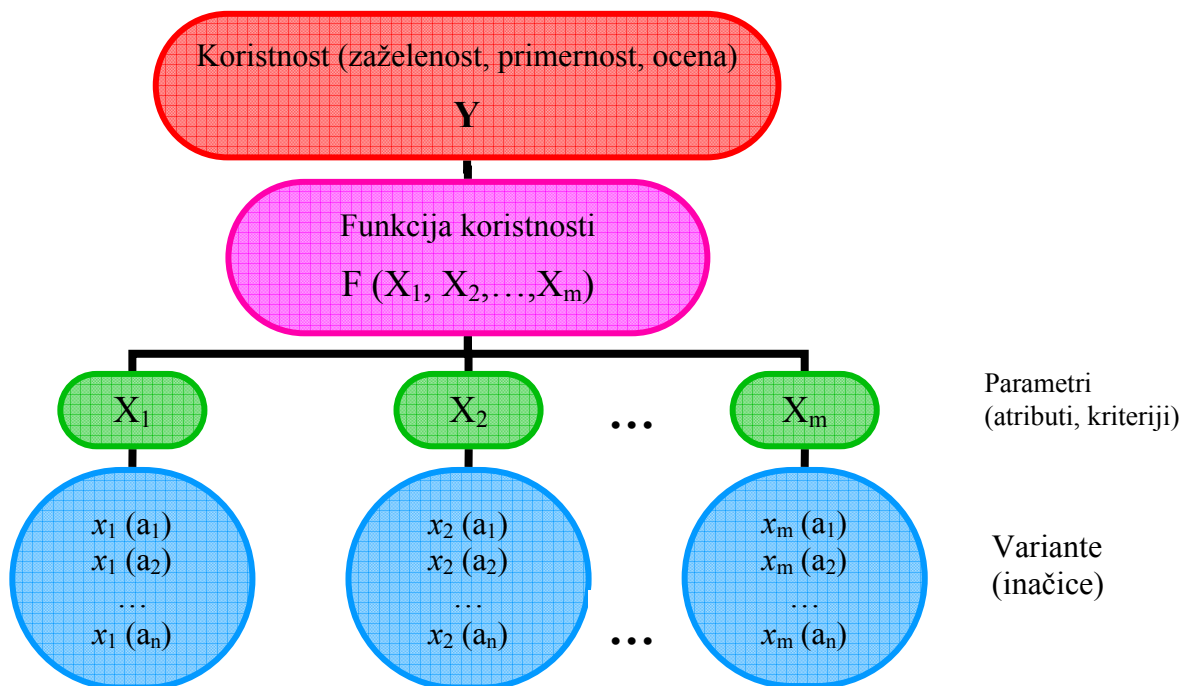 Koristnost (zaželenost, primernost, ocena)
Y
Funkcija koristnosti
F (X₁, X₂,…,Xₘ)
X₁
X₂
…
Xₘ
Parametri
(atributi, kriteriji)
x₁ (a₁)
x₁ (a₂)
…
x₁ (aₙ)
x₂ (a₁)
x₂ (a₂)
…
x₂ (aₙ)
…
xₘ (a₁)
xₘ (a₂)
…
xₘ (aₙ)
Variante
(inačice)